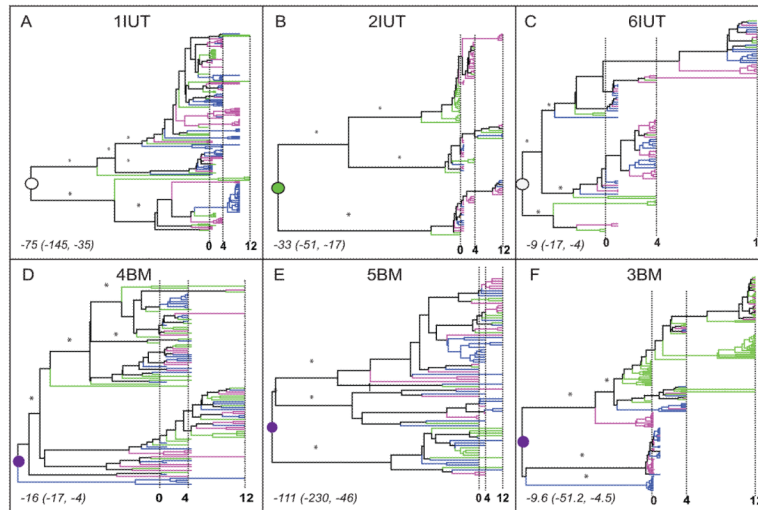 A 1IUT
B 2IUT
C 6IUT
* * * * * *
* * *
* * *
0 4 12
0 4 12
0 4 1
-75 (-145, -35)
-33 (-51, -17)
-9 (-17, -4)
D 4BM
E 5BM
F 3BM
* * * *
* * *
* * * *
0 4 12
0 4 12
0 4 12
-16 (-17, -4)
-111 (-230, -46)
-9.6 (-51.2, -4.5)